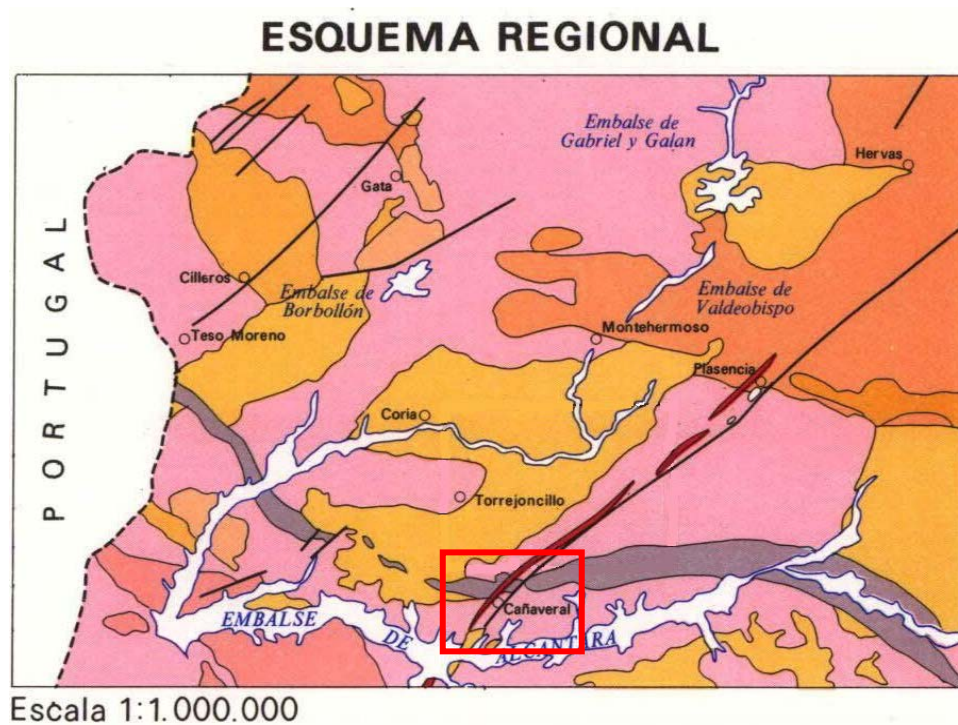 ESQUEMA REGIONAL
PORTUGAL
Embalse de
Gabriel y Galan
Hervas
Gata
Cilleros
Embalse de
Borbollón
Embalse de
Valdeobispo
Teso Moreno
Montehermoso
Plasencia
Coria
Torrejoncillo
Cañaveral
EMBALSE DE ALCANTARA
Escala 1:1.000.000